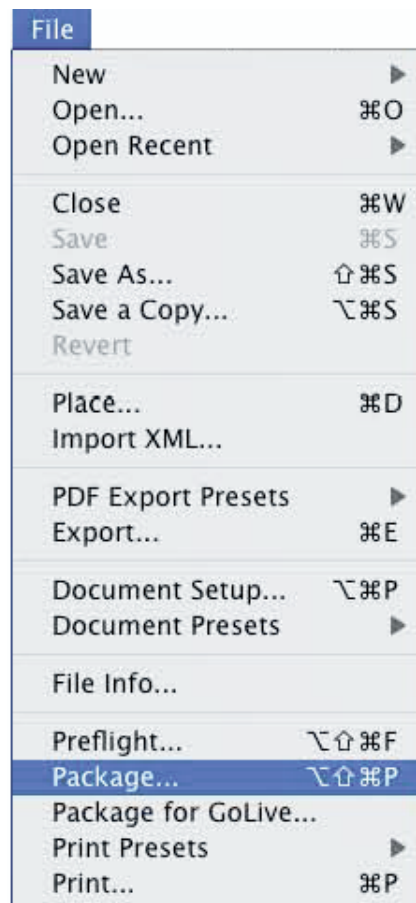 File
New ▶
Open... ⌘O
Open Recent ▶
Close ⌘W
Save ⌘S
Save As... ⇧⌘S
Save a Copy... ⌥⌘S
Revert
Place... ⌘D
Import XML...
PDF Export Presets ▶
Export... ⌘E
Document Setup... ⌥⌘P
Document Presets ▶
File Info...
Preflight... ⌥⇧⌘F
Package... ⌥⇧⌘P
Package for GoLive...
Print Presets ▶
Print... ⌘P